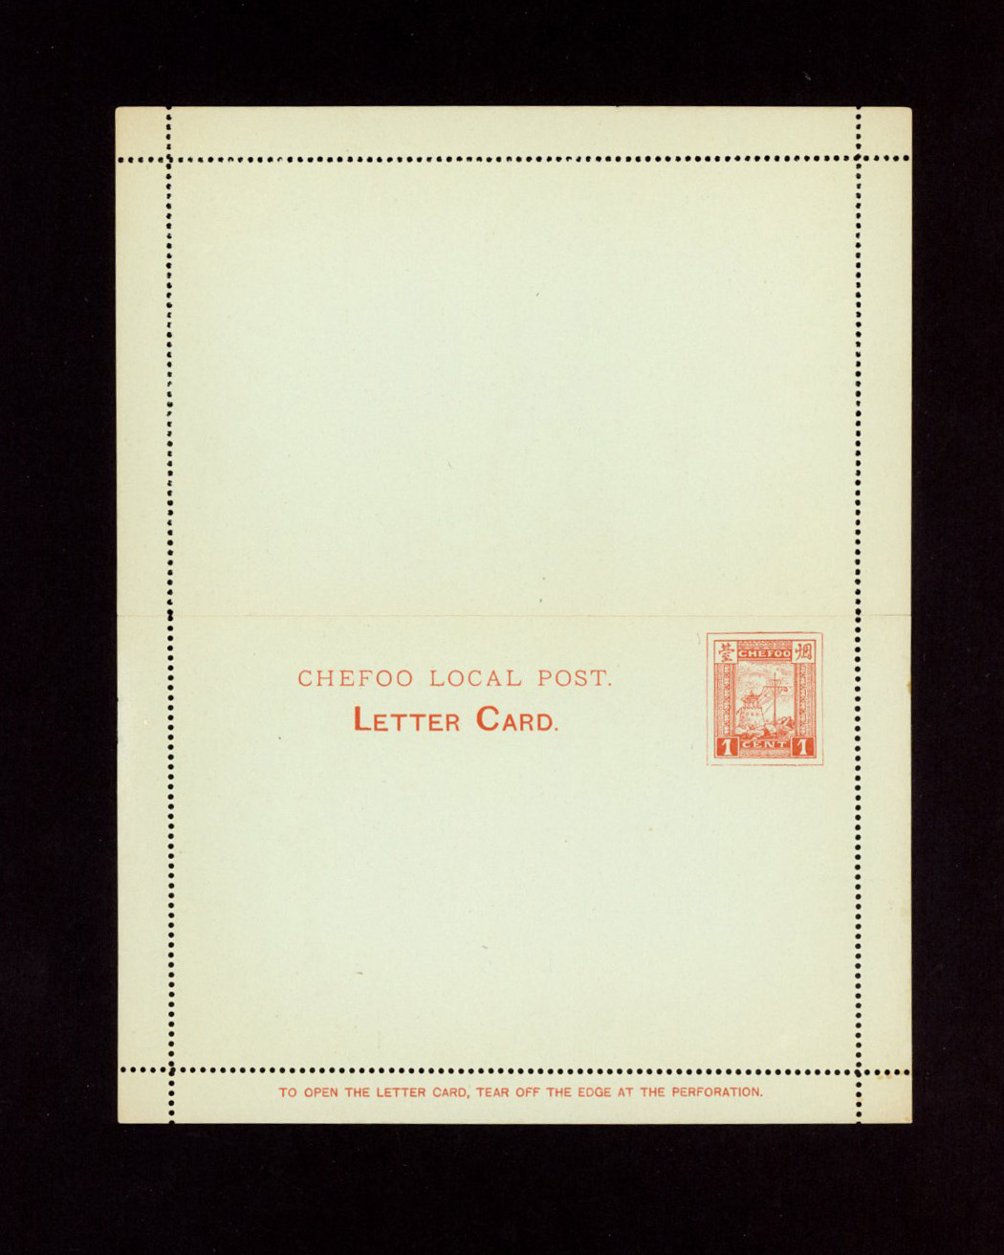 臺 CHEFOO 烟
CHEFOO LOCAL POST.
LETTER CARD.
1 CENT 1
TO OPEN THE LETTER CARD, TEAR OFF THE EDGE AT THE PERFORATION.